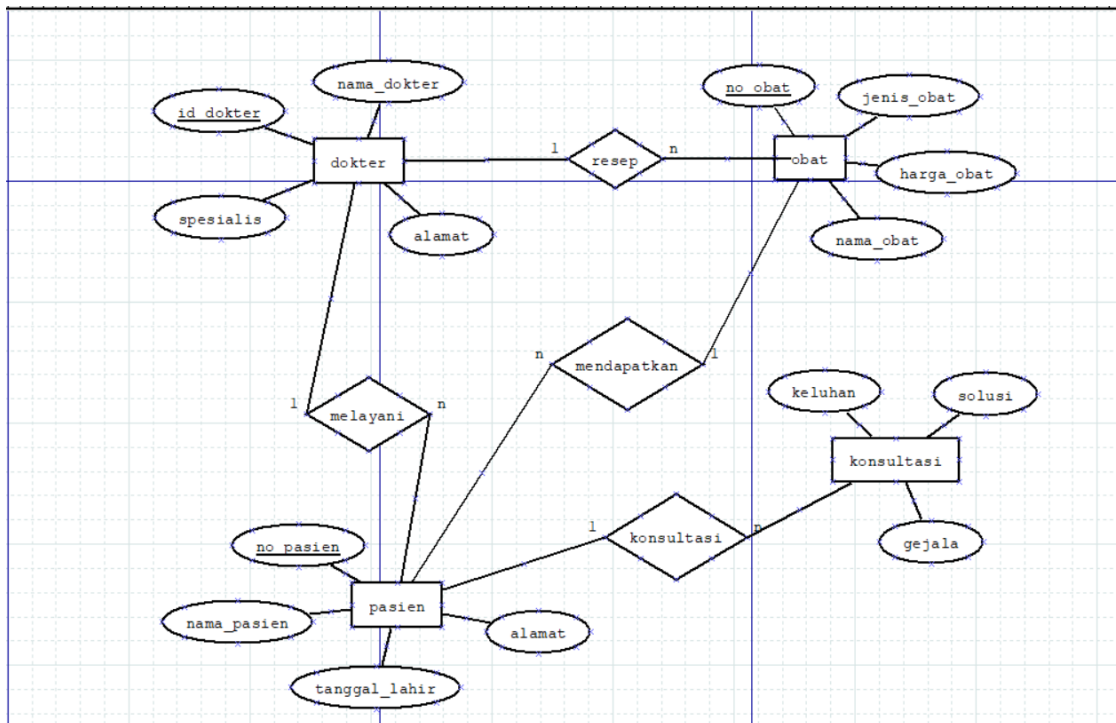 nama_dokter
id_dokter
no_obat
jenis_obat
dokter
1
resep
n
obat
harga_obat
spesialis
alamat
nama_obat
n
mendapatkan
1
keluhan
solusi
1
melayani
n
konsultasi
1
konsultasi
n
gejala
no_pasien
pasien
nama_pasien
alamat
tanggal_lahir